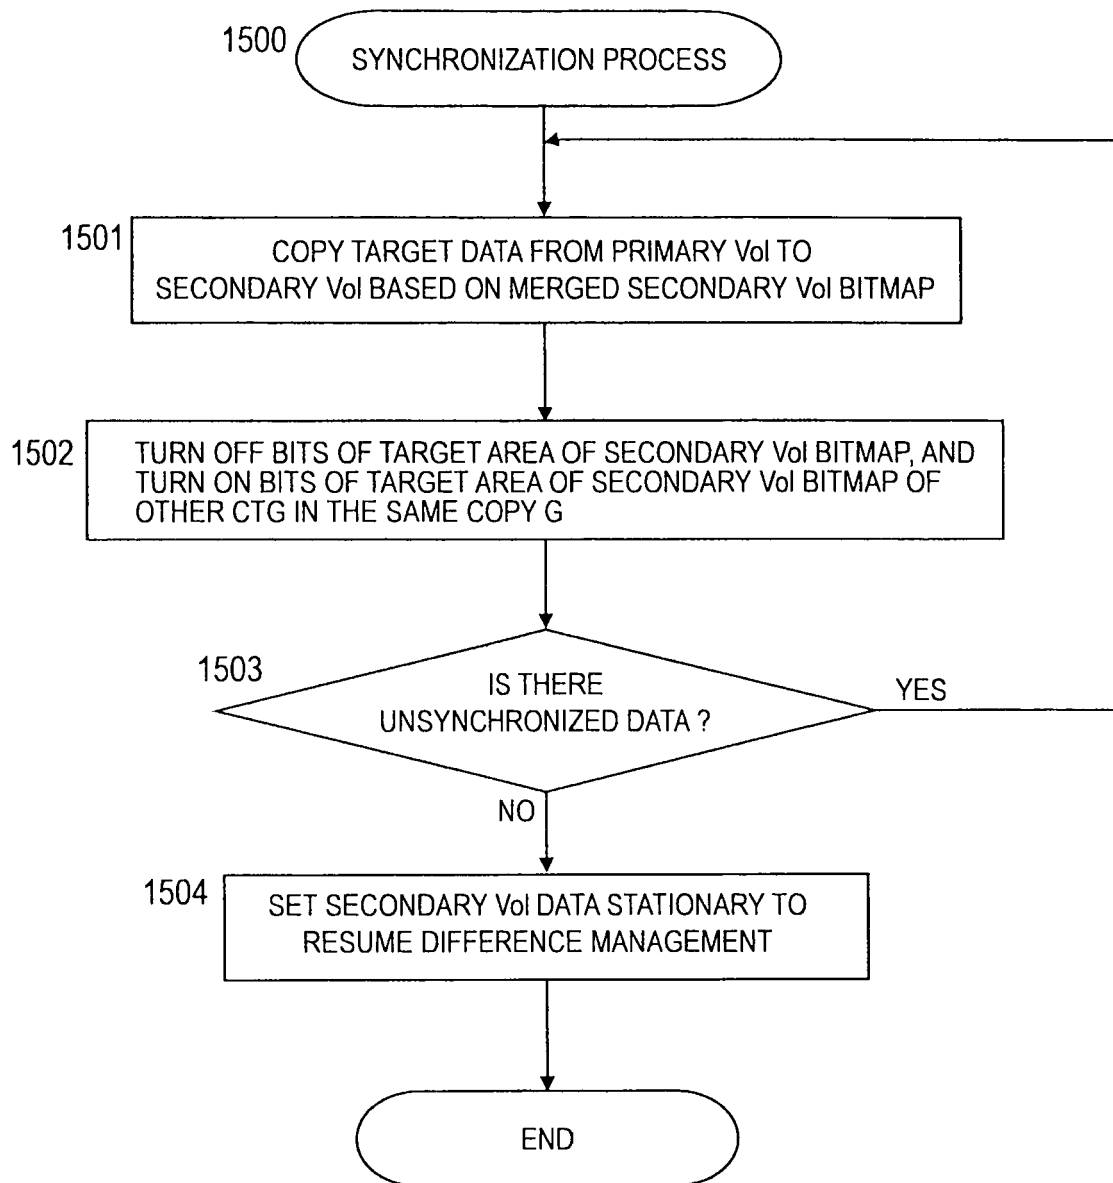 1500
SYNCHRONIZATION PROCESS
1501
COPY TARGET DATA FROM PRIMARY Vol TO
SECONDARY Vol BASED ON MERGED SECONDARY Vol BITMAP
1502
TURN OFF BITS OF TARGET AREA OF SECONDARY Vol BITMAP, AND
TURN ON BITS OF TARGET AREA OF SECONDARY Vol BITMAP OF
OTHER CTG IN THE SAME COPY G
1503
IS THERE
UNSYNCHRONIZED DATA ?
YES
NO
1504
SET SECONDARY Vol DATA STATIONARY TO
RESUME DIFFERENCE MANAGEMENT
END